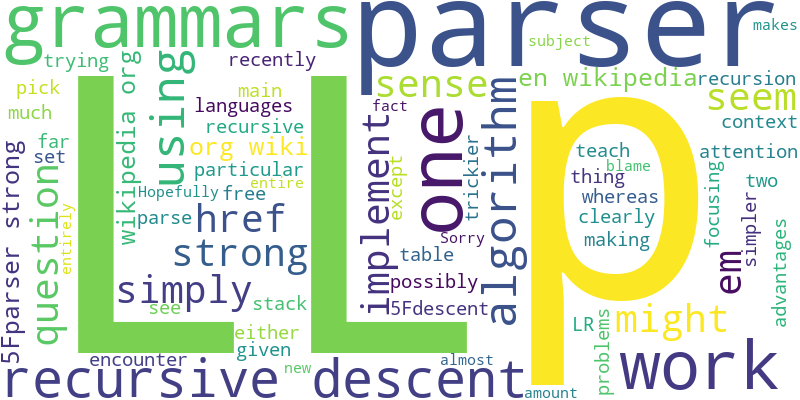 grammars
parser
makes
subject
trying
recently
pick
main
much
languages
using
wikipedia org
far
recursive
set
org wiki
particular
Hopefully
free
entire
parse
href
question
entirely
5Fparser strong
strong
simply
stack
see
either
given
encounter
new
recursive descent
LL
sense
fact
implement
except
one
trickier
Sorry
table
possibly
5Fdescent
almost
algorithm
em
p
en wikipedia
recursion
seem
context
attention
teach
blame
thing
whereas
clearly
making
focusing
two
simpler
advantages
LR
might
problems
work
amount